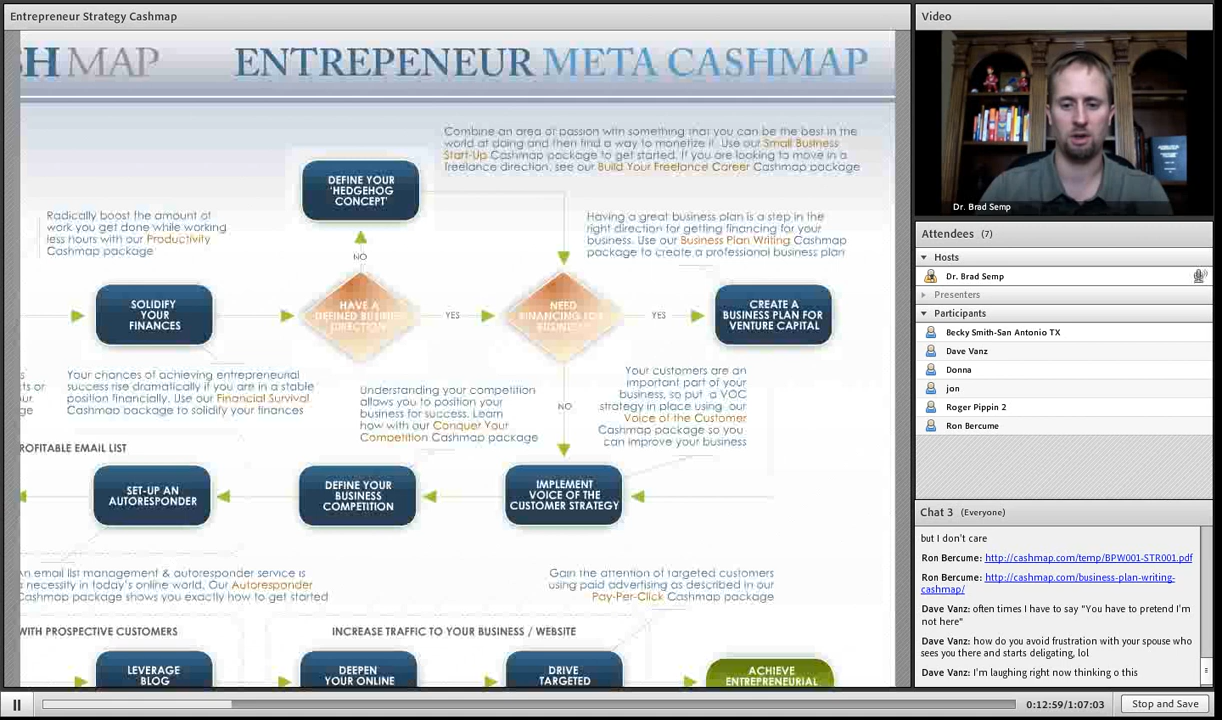 Entrepreneur Strategy Cashmap
SH MAP ENTREPENEUR META CASHMAP
Combine an area of passion with something that you can be the best in the
world at doing and then find a way to monetize it. Use our Small Business
Start-Up Cashmap package to get started. If you are looking to move in a
freelance direction, see our Build Your Freelance Career Cashmap package
DEFINE YOUR
'HEDGEHOG
CONCEPT'
Radically boost the amount of
work you get done while working
less hours with our Productivity
Cashmap package
Having a great business plan is a step in the
right direction for getting financing for your
business. Use our Business Plan Writing Cashmap
package to create a professional business plan
NO
SOLIDIFY
YOUR
FINANCES
HAVE A
DEFINED BUSINESS
DIRECTION?
YES
NEED
FINANCING FOR
BUSINESS?
YES
CREATE A
BUSINESS PLAN FOR
VENTURE CAPITAL
s
ts or
ur.
ge
Your chances of achieving entrepreneurial
success rise dramatically if you are in a stable
position financially. Use our Financial Survival
Cashmap package to solidify your finances
Understanding your competition
allows you to position your
business for success. Learn
how with our Conquer Your
Competition Cashmap package
NO
Your customers are an
important part of your
business, so put a VOC
strategy in place using our
Voice of the Customer
Cashmap package so you
can improve your business
ROFITABLE EMAIL LIST
SET-UP AN
AUTORESPONDER
DEFINE YOUR
BUSINESS
COMPETITION
IMPLEMENT
VOICE OF THE
CUSTOMER STRATEGY
An email list management & autoresponder service is
a necessity in today's online world. Our Autoresponder
Cashmap package shows you exactly how to get started
Gain the attention of targeted customers
using paid advertising as described in our
Pay-Per-Click Cashmap package
WITH PROSPECTIVE CUSTOMERS
INCREASE TRAFFIC TO YOUR BUSINESS / WEBSITE
LEVERAGE
BLOG
DEEPEN
YOUR ONLINE
DRIVE
TARGETED
ACHIEVE
ENTREPRENEURIAL
Video
Dr. Brad Semp
Attendees (7)
Hosts
Dr. Brad Semp
Presenters
Participants
Becky Smith-San Antonio TX
Dave Vanz
Donna
jon
Roger Pippin 2
Ron Bercume
Chat 3 (Everyone)
but I don't care
Ron Bercume: http://cashmap.com/temp/BPW001-STR001.pdf
Ron Bercume: http://cashmap.com/business-plan-writing-
cashmap/
Dave Vanz: often times I have to say "You have to pretend I'm
not here"
Dave Vanz: how do you avoid frustration with your spouse who
sees you there and starts deligating, lol
Dave Vanz: I'm laughing right now thinking o this
0:12:59/1:07:03
Stop and Save